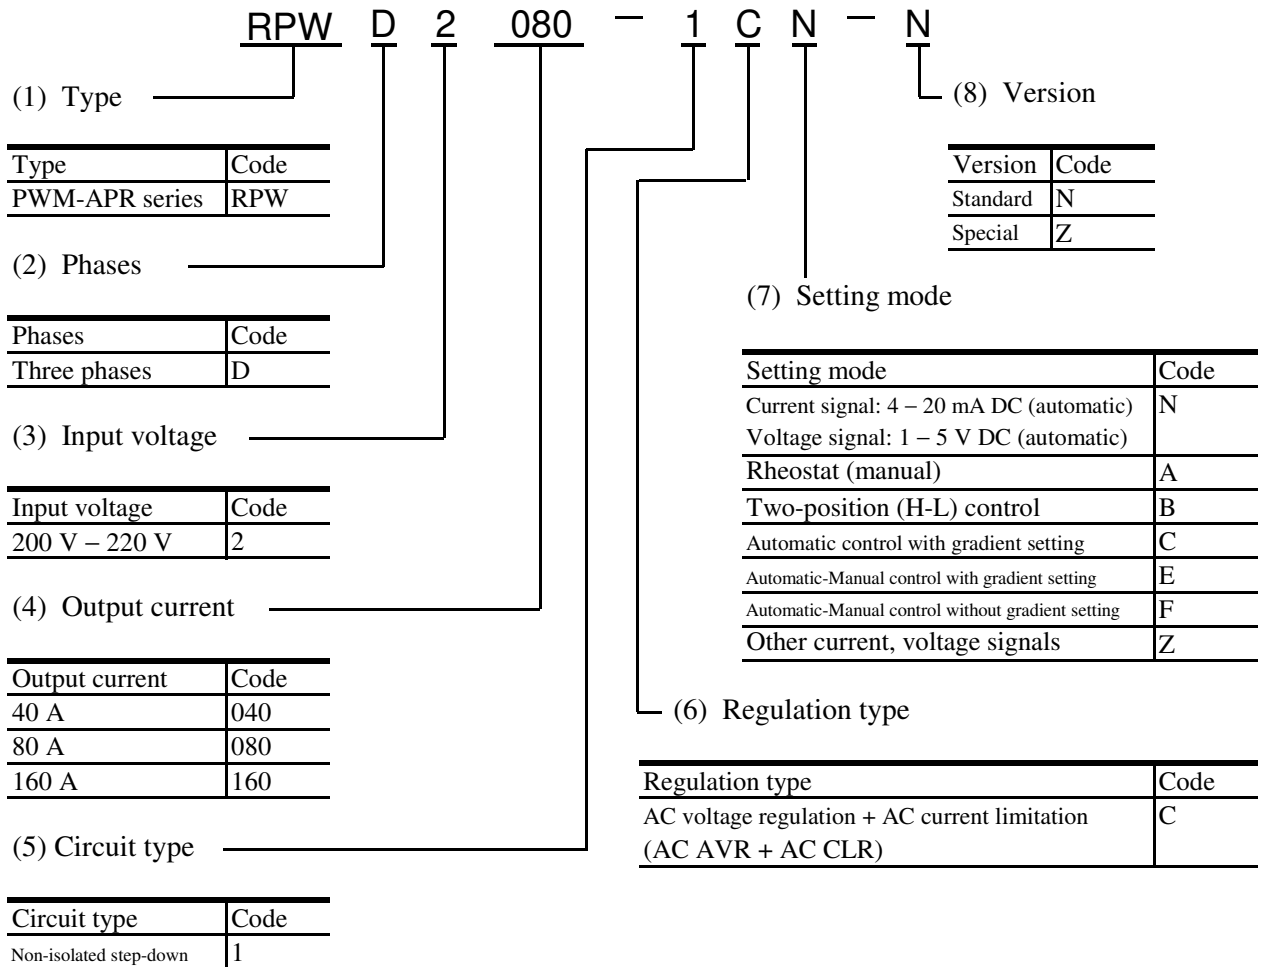 RPW D 2 080 – 1 C N – N
(1) Type
Type Code
PWM-APR series RPW
(2) Phases
Phases Code
Three phases D
(3) Input voltage
Input voltage Code
200 V – 220 V 2
(4) Output current
Output current Code
40 A 040
80 A 080
160 A 160
(5) Circuit type
Circuit type Code
Non-isolated step-down 1
(8) Version
Version Code
Standard N
Special Z
(7) Setting mode
Setting mode Code
Current signal: 4 – 20 mA DC (automatic) N
Voltage signal: 1 – 5 V DC (automatic)
Rheostat (manual) A
Two-position (H-L) control B
Automatic control with gradient setting C
Automatic-Manual control with gradient setting E
Automatic-Manual control without gradient setting F
Other current, voltage signals Z
(6) Regulation type
Regulation type Code
AC voltage regulation + AC current limitation C
(AC AVR + AC CLR)